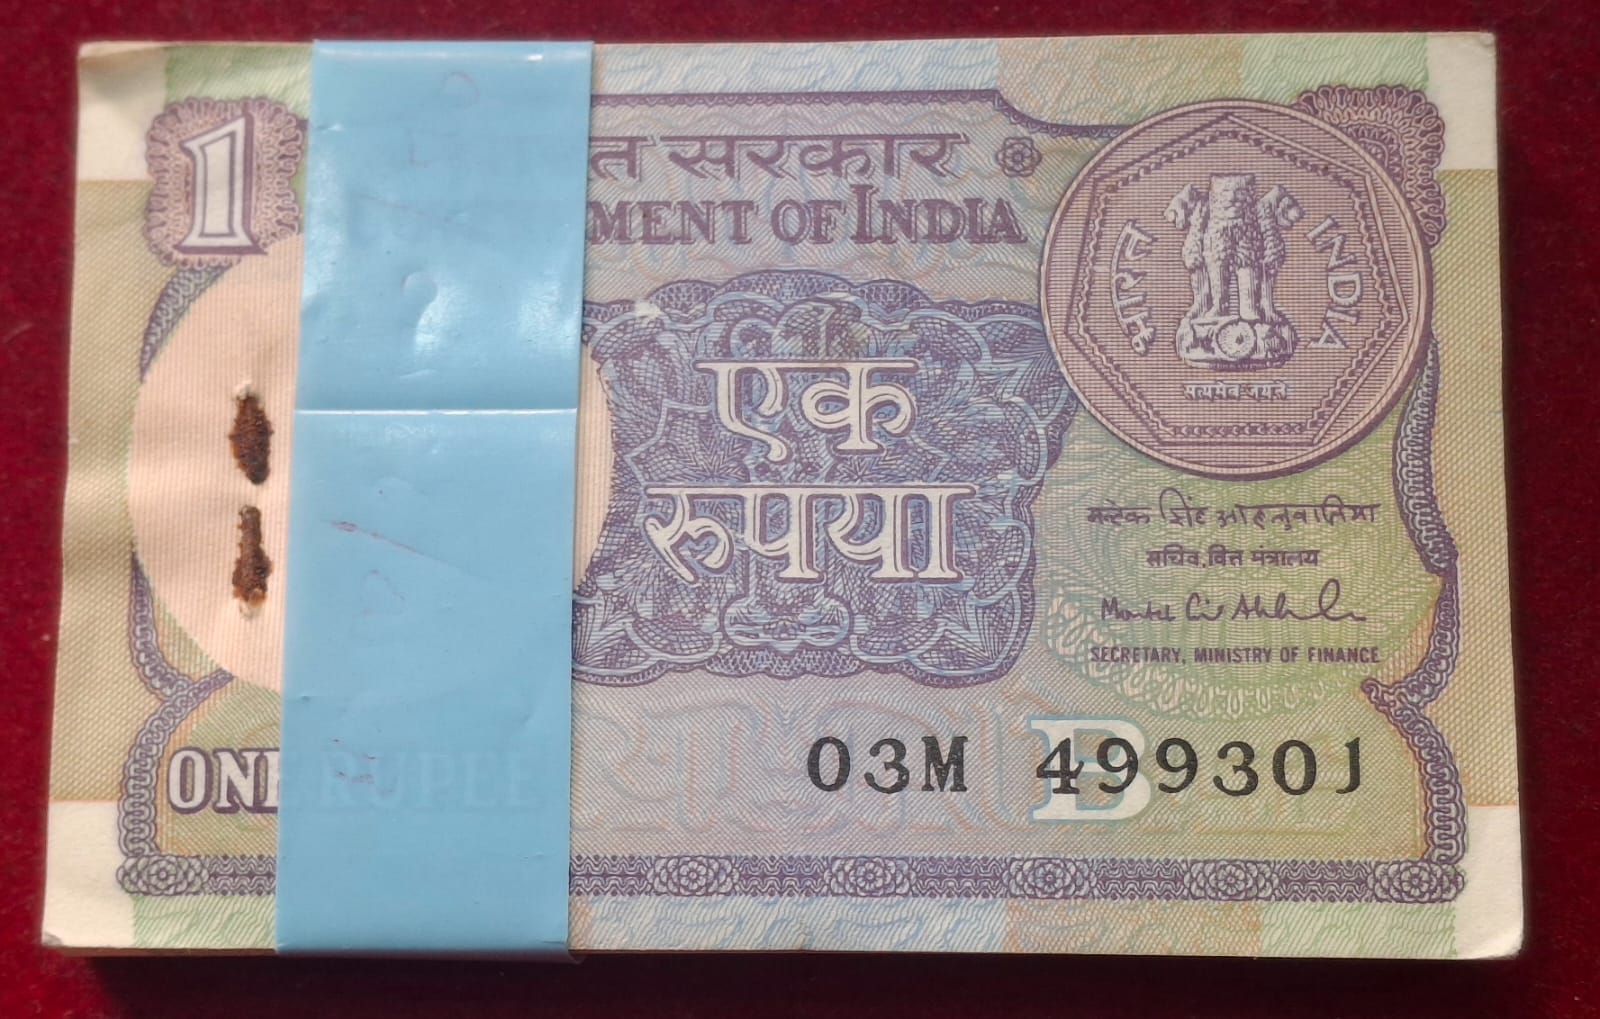 1
त सरकार
MENT OF INDIA
भारत
INDIA
सत्यमेव जयते
एक
रुपया
मन्टेक सिंह आहलुवालिया
सचिव, वित्त मंत्रालय
SECRETARY, MINISTRY OF FINANCE
ONE RUPEE
03M 499301
B